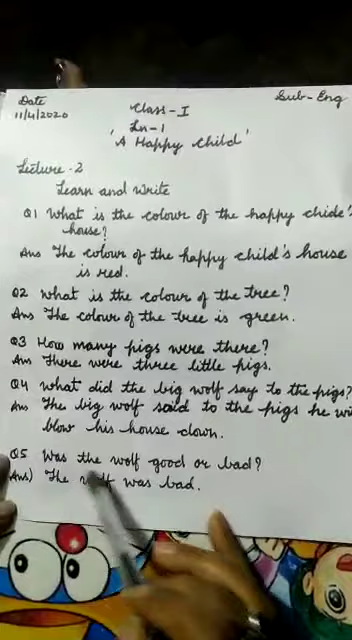 Date
11/4/2020
Sub- Eng
Class-I
Ln-1
'A Happy Child'
Lecture-2
Learn and write
Q1 What is the colour of the happy chide's
house?
Ans The colour of the happy child's house
is red.
Q2 What is the colour of the tree?
Ans The colour of the tree is green.
Q3 How many pigs were there?
Ans There were three little pigs.
Q4 What did the big wolf say to the pigs?
Ans The big wolf said to the pigs he wi
blow his house down.
Q5 Was the wolf good or bad?
Ans) The wolf was bad.